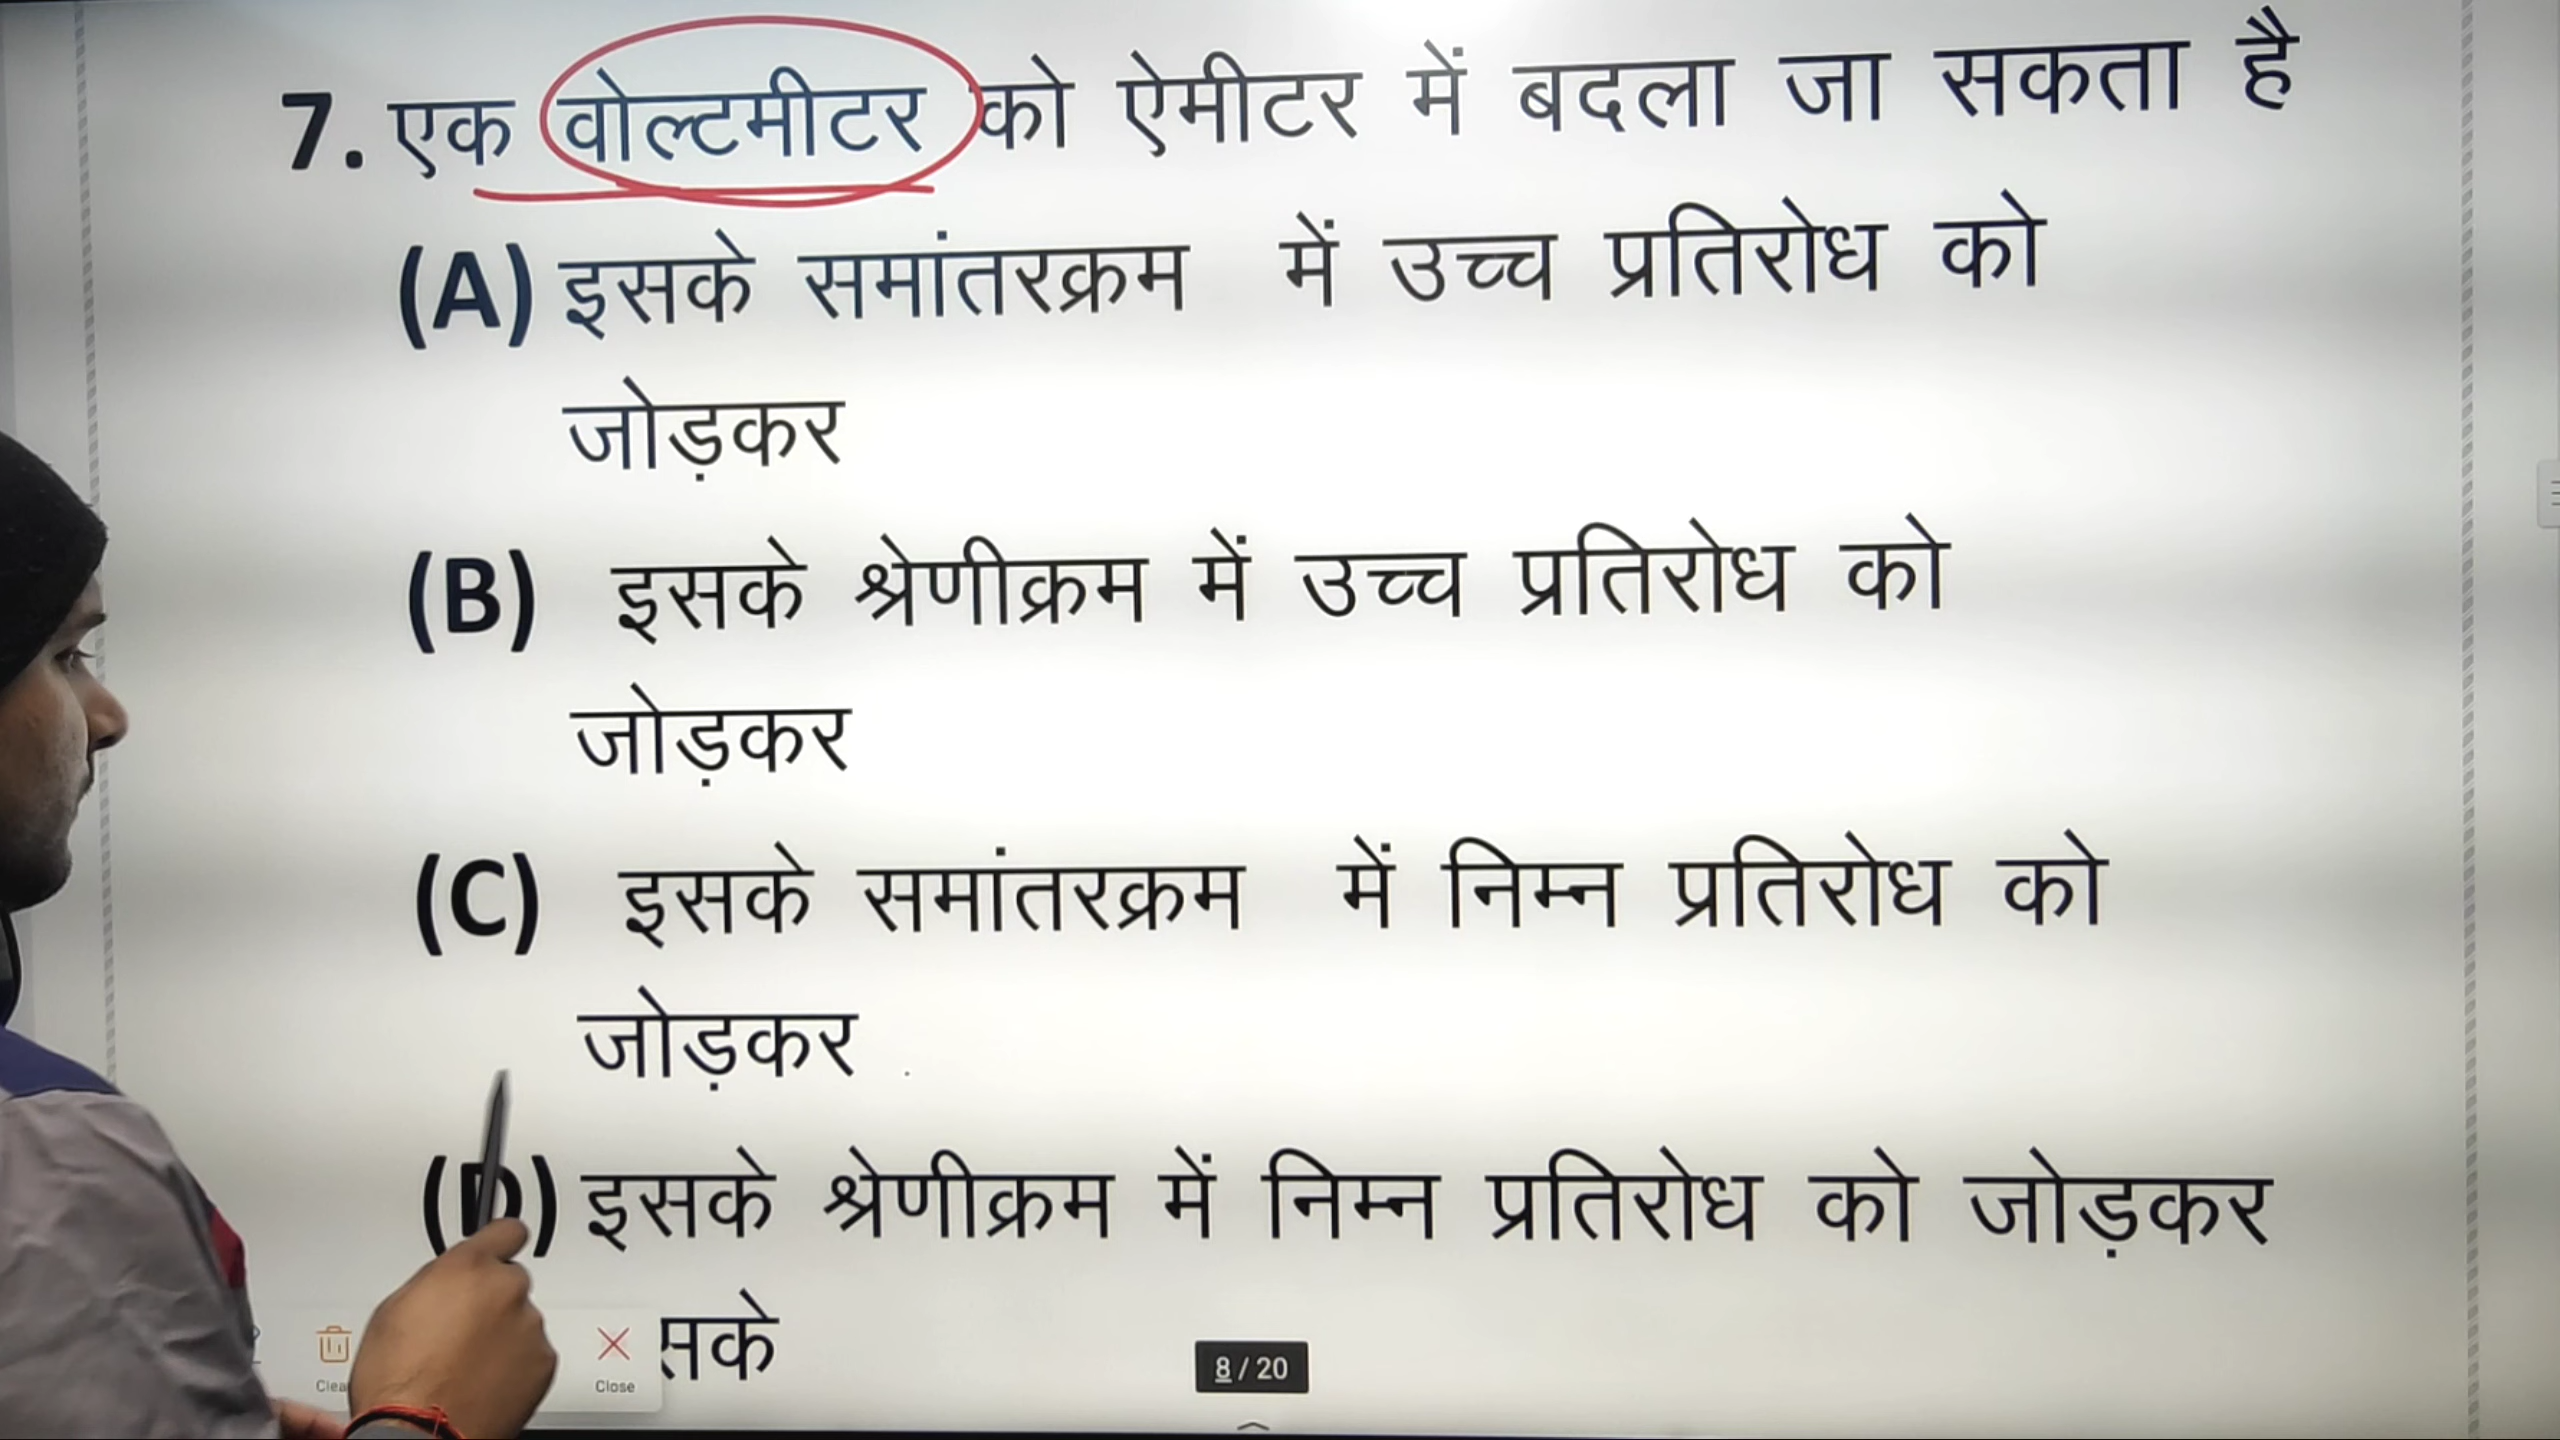 7. एक वोल्टमीटर को ऐमीटर में बदला जा सकता है
(A) इसके समांतरक्रम में उच्च प्रतिरोध को
जोड़कर
(B) इसके श्रेणीक्रम में उच्च प्रतिरोध को
जोड़कर
(C) इसके समांतरक्रम में निम्न प्रतिरोध को
जोड़कर
(D) इसके श्रेणीक्रम में निम्न प्रतिरोध को जोड़कर
सके
Close
8 / 20